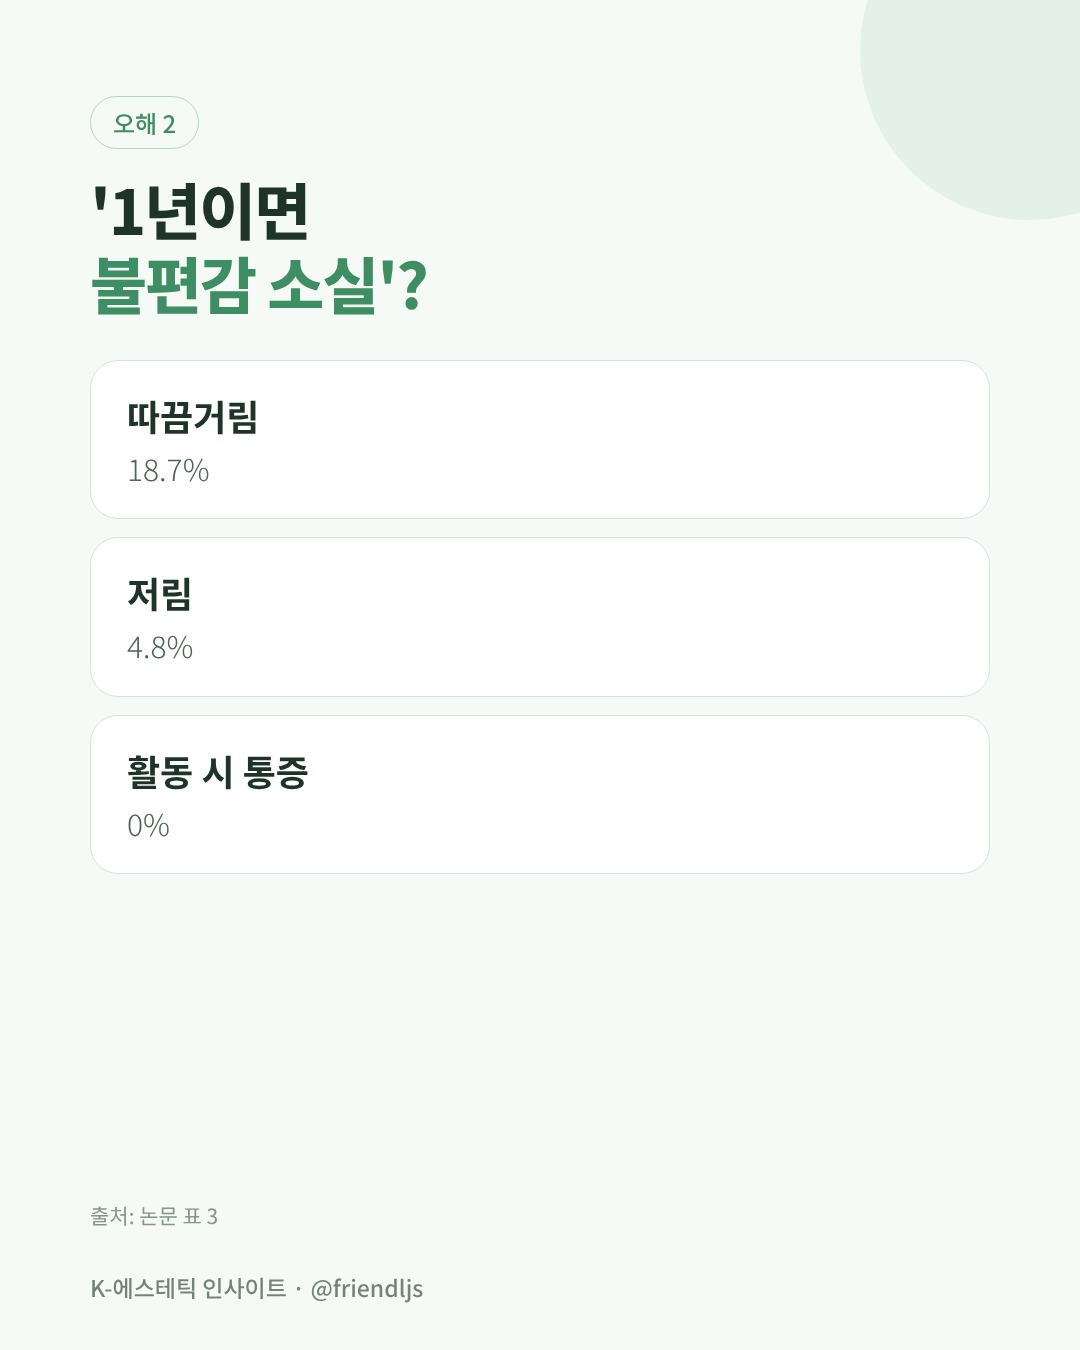 오해 2
'1년이면
불편감 소실'?
따끔거림
18.7%
저림
4.8%
활동 시 통증
0%
출처: 논문 표 3
K-에스테틱 인사이트 · @friendljs